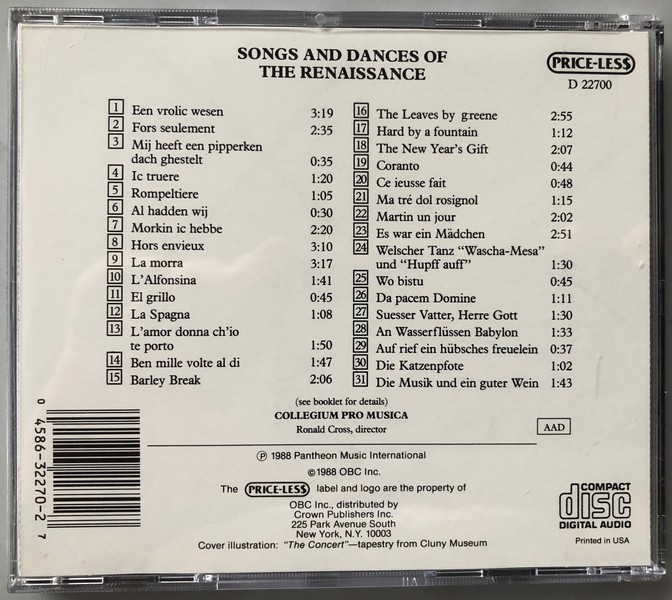 SONGS AND DANCES OF
THE RENAISSANCE
PRICE-LES$
D 22700
1 Een vrolic wesen 3:19
2 Fors seulement 2:35
3 Mij heeft een pipperken
dach ghestelt 0:35
4 Ic truere 1:20
5 Rompeltiere 1:05
6 Al hadden wij 0:30
7 Morkin ic hebbe 2:20
8 Hors envieux 3:10
9 La morra 3:17
10 L'Alfonsina 1:41
11 El grillo 0:45
12 La Spagna 1:08
13 L'amor donna ch'io
te porto 1:50
14 Ben mille volte al di 1:47
15 Barley Break 2:06
16 The Leaves by greene 2:55
17 Hard by a fountain 1:12
18 The New Year's Gift 2:07
19 Coranto 0:44
20 Ce ieusse fait 0:48
21 Ma tré dol rosignol 1:15
22 Martin un jour 2:02
23 Es war ein Mädchen 2:51
24 Welscher Tanz "Wascha-Mesa"
und "Hupff auff" 1:30
25 Wo bistu 0:45
26 Da pacem Domine 1:11
27 Suesser Vatter, Herre Gott 1:30
28 An Wasserflüssen Babylon 1:33
29 Auf rief ein hübsches freuelein 0:37
30 Die Katzenpfote 1:02
31 Die Musik und ein guter Wein 1:43
(see booklet for details)
COLLEGIUM PRO MUSICA
Ronald Cross, director
AAD
0 4586-32270-2 7
℗ 1988 Pantheon Music International
©1988 OBC Inc.
The PRICE-LES$ label and logo are the property of
OBC Inc., distributed by
Crown Publishers Inc.
225 Park Avenue South
New York, N.Y. 10003
Cover illustration: "The Concert"—tapestry from Cluny Museum
COMPACT
disc
DIGITAL AUDIO
Printed in USA